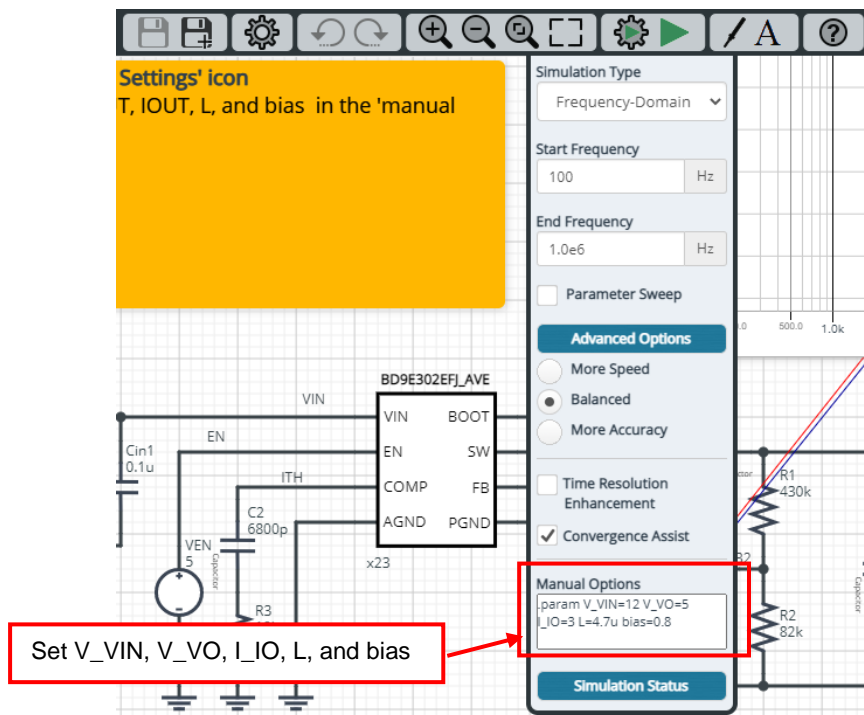 A
?
Settings' icon
T, IOUT, L, and bias in the 'manual
Simulation Type
Frequency-Domain
Start Frequency
100
Hz
End Frequency
1.0e6
Hz
Parameter Sweep
Advanced Options
More Speed
Balanced
More Accuracy
Time Resolution
Enhancement
Convergence Assist
Manual Options
.param V_VIN=12 V_VO=5
I_IO=3 L=4.7u bias=0.8
Simulation Status
500.0
1.0k
BD9E302EFJ_AVE
VIN
VIN
BOOT
EN
EN
SW
ITH
COMP
FB
AGND
PGND
x23
Cin1
0.1u
C2
6800p
Capacitor
VEN
5
R3
R1
430k
R2
82k
Capacitor
Set V_VIN, V_VO, I_IO, L, and bias